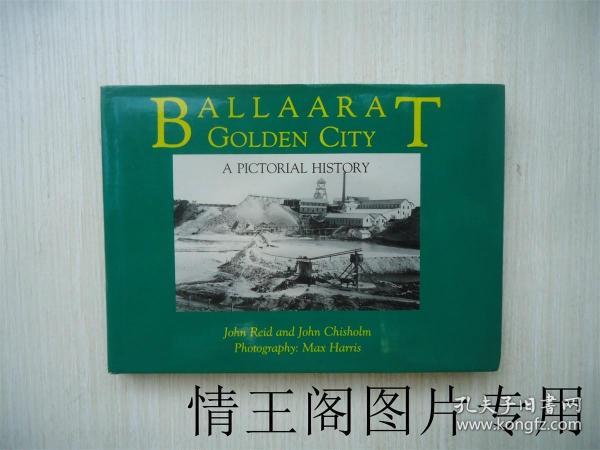 BALLAARAT
GOLDEN CITY
A PICTORIAL HISTORY
John Reid and John Chisholm
Photography: Max Harris
情王阁图片专用
孔夫子旧书网
www.kongfz.com